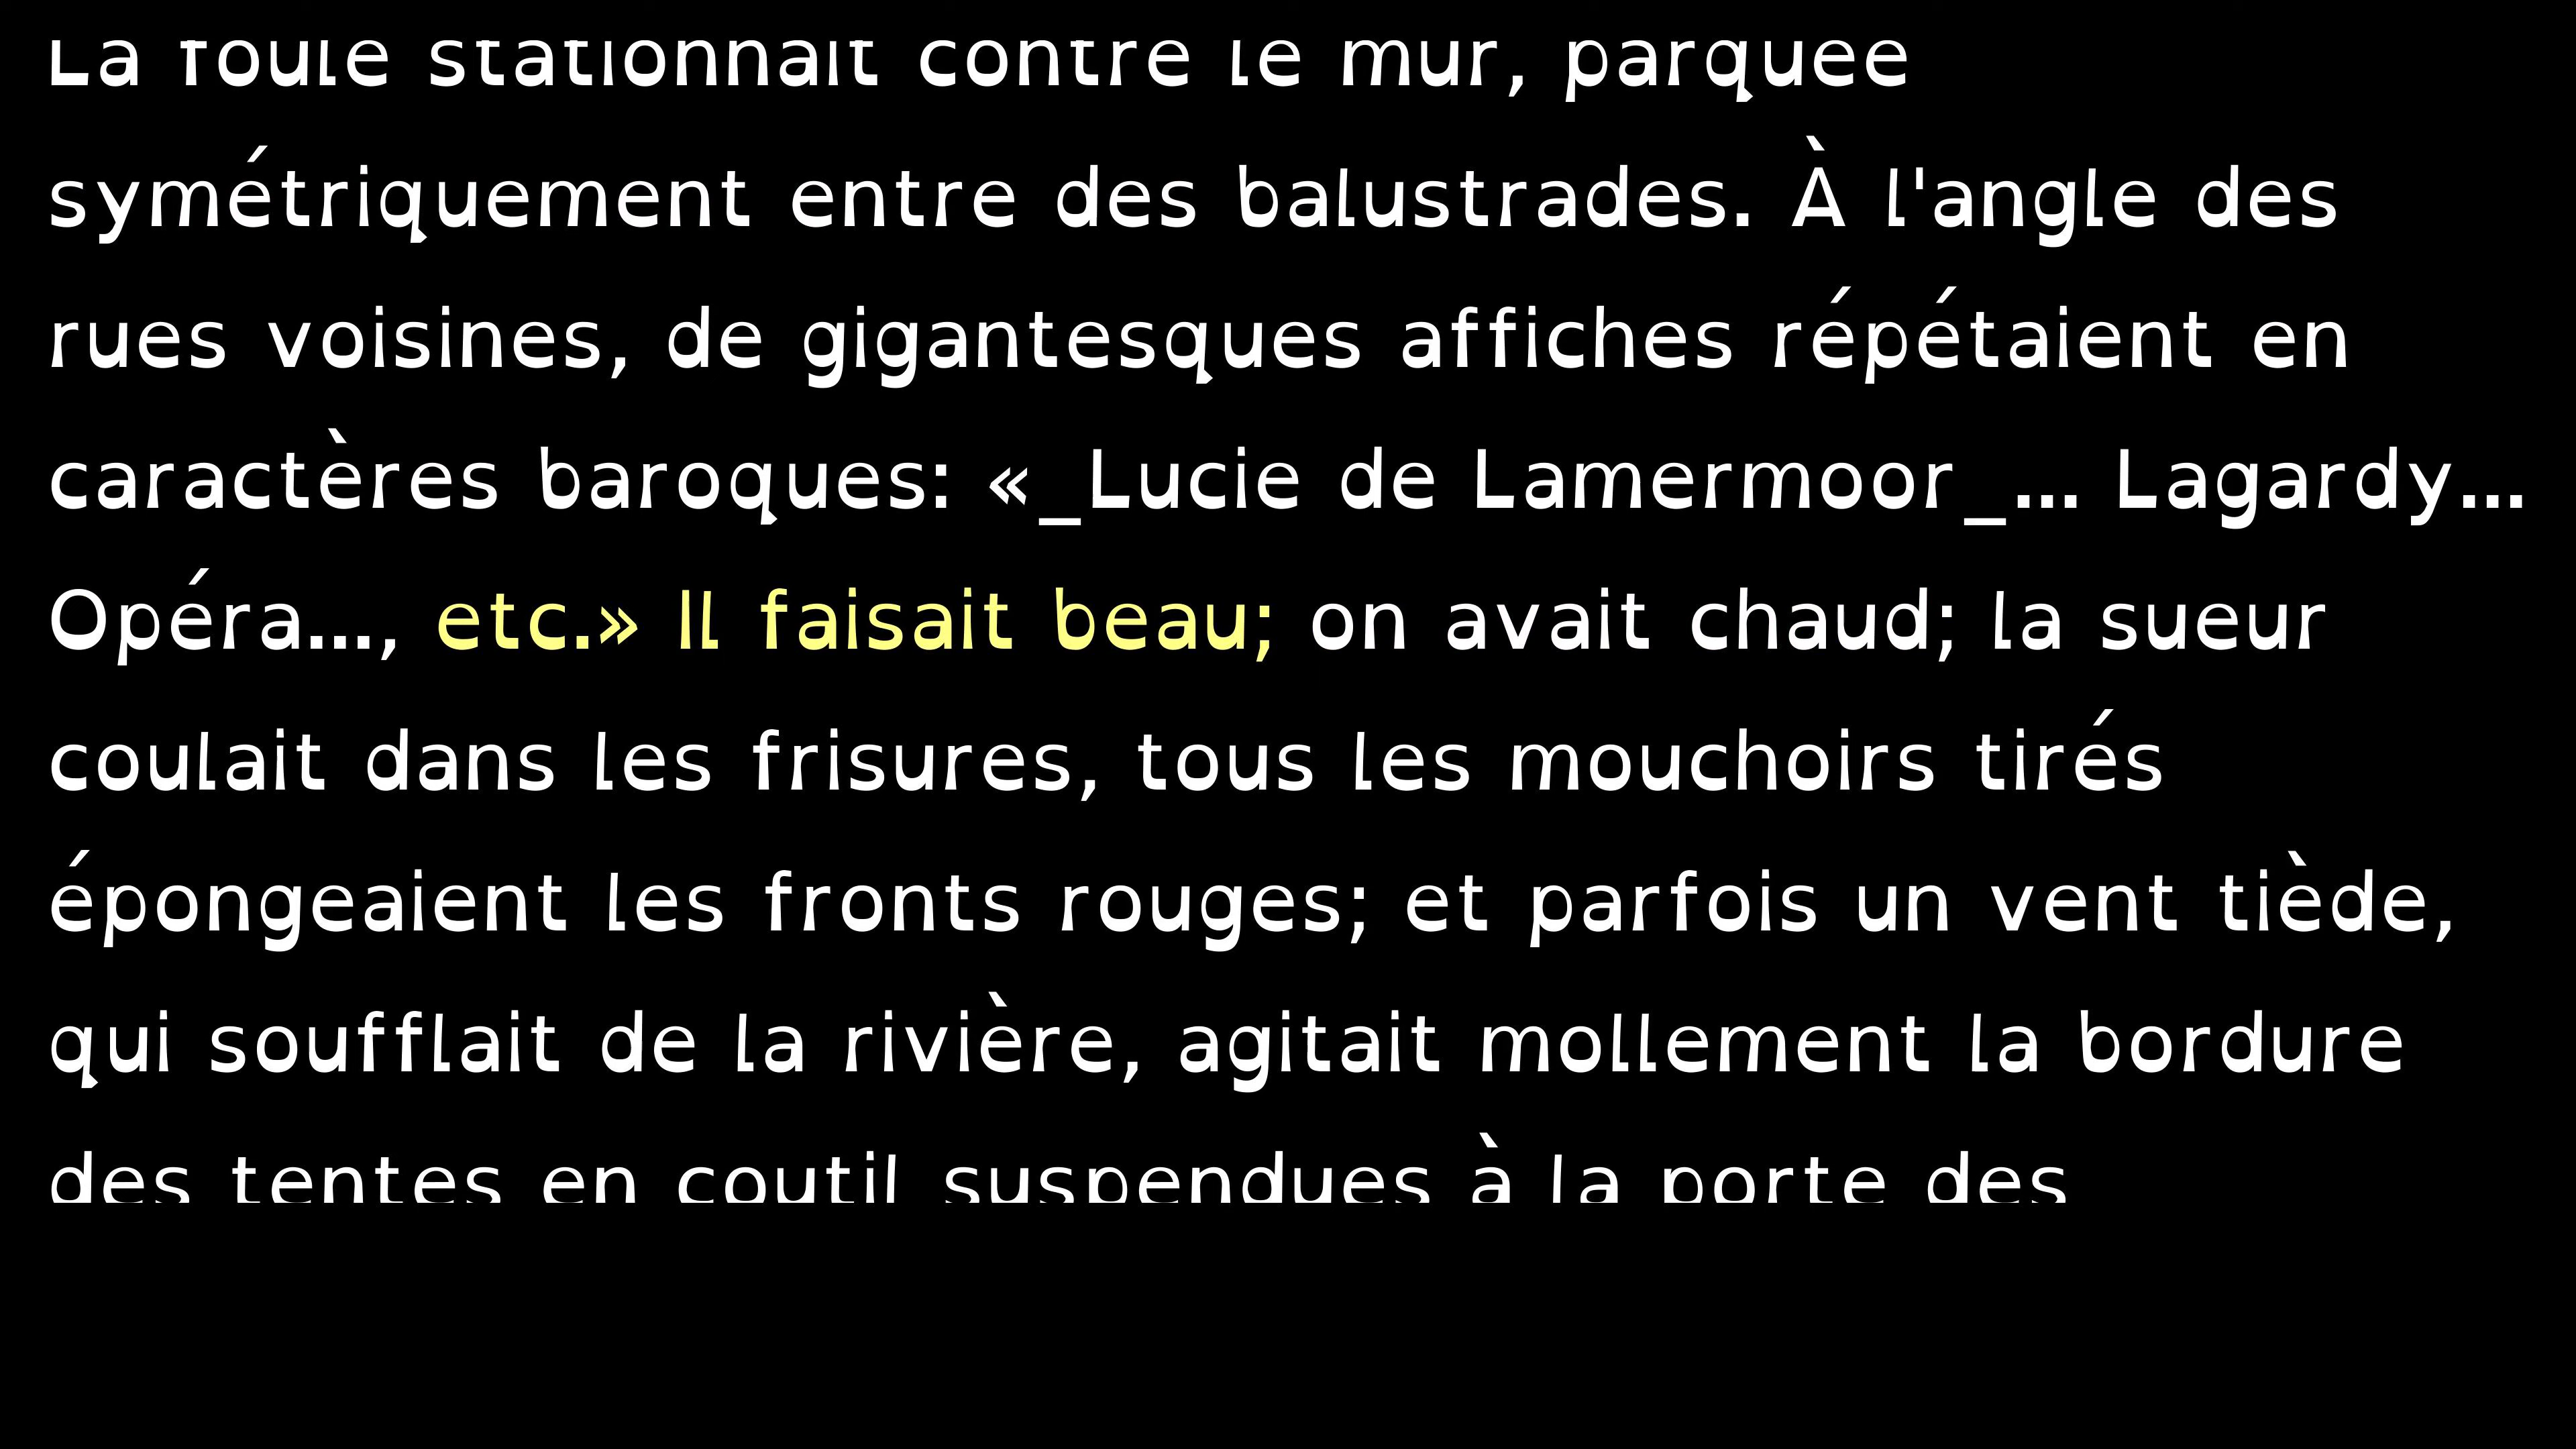 La foule stationnait contre le mur, parquée
symétriquement entre des balustrades. À l'angle des
rues voisines, de gigantesques affiches répétaient en
caractères baroques: «_Lucie de Lamermoor_... Lagardy...
Opéra..., etc.» Il faisait beau; on avait chaud; la sueur
coulait dans les frisures, tous les mouchoirs tirés
épongeaient les fronts rouges; et parfois un vent tiède,
qui soufflait de la rivière, agitait mollement la bordure
des tentes en coutil suspendues à la porte des